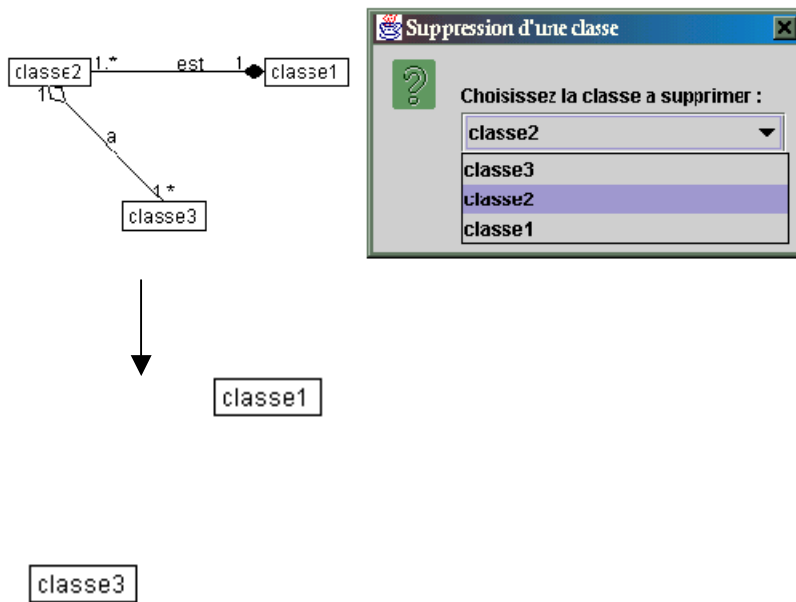 Suppression d'une classe
classe2 1.* est 1 classe1
1
a
1.*
classe3
Choisissez la classe a supprimer :
classe2
classe3
classe2
classe1
classe1
classe3